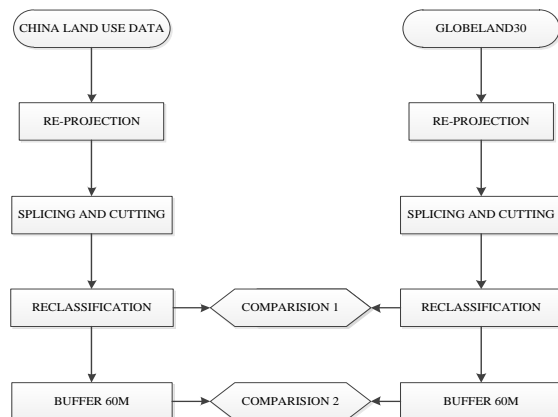 CHINA LAND USE DATA
GLOBELAND30
RE-PROJECTION
RE-PROJECTION
SPLICING AND CUTTING
SPLICING AND CUTTING
RECLASSIFICATION
COMPARISION 1
RECLASSIFICATION
BUFFER 60M
COMPARISION 2
BUFFER 60M